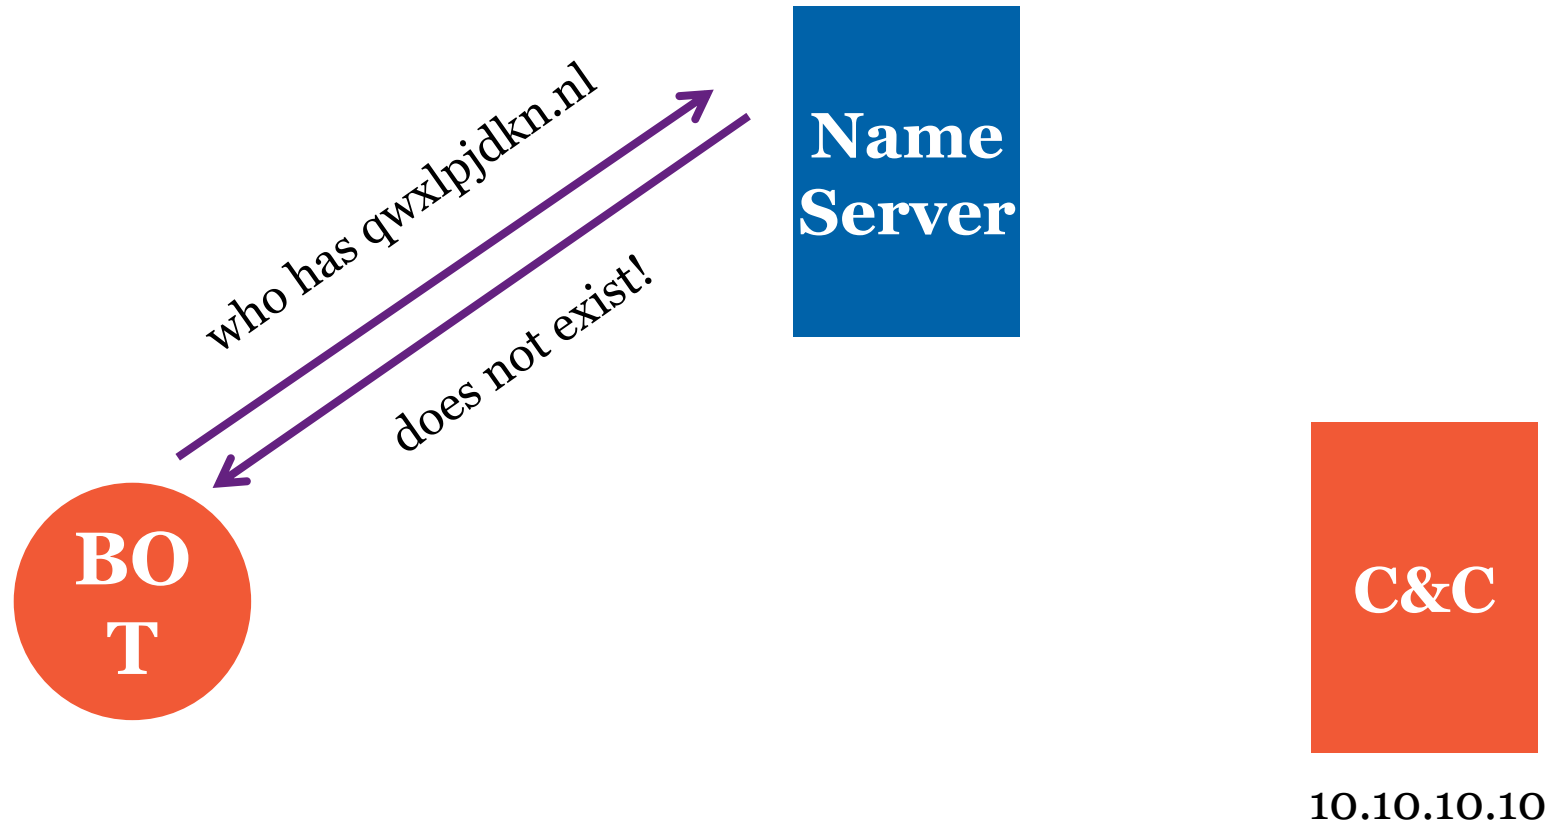 who has qwxlpjdkn.nl
does not exist!
Name
Server
BO
T
C&C
10.10.10.10